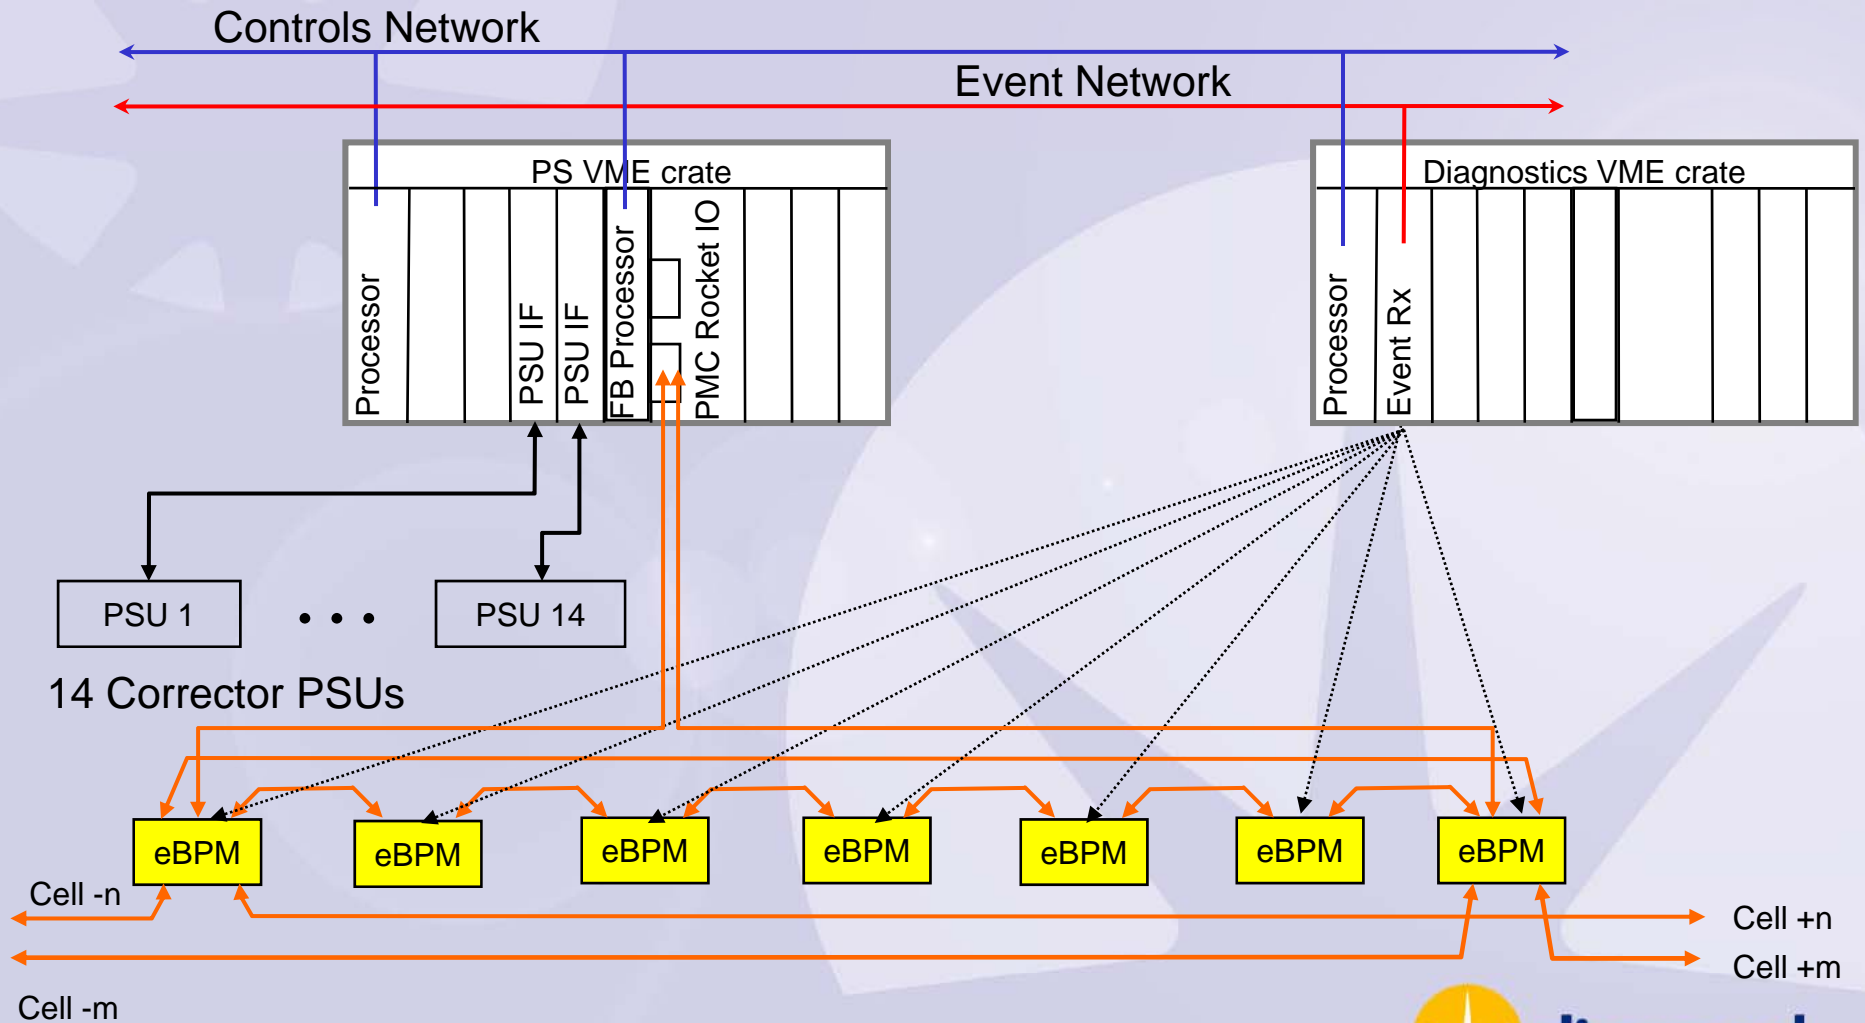 Controls Network
Event Network
PS VME crate
Diagnostics VME crate
Processor
PSU IF
PSU IF
FB Processor
PMC Rocket IO
Processor
Event Rx
PSU 1
• • •
PSU 14
14 Corrector PSUs
eBPM
eBPM
eBPM
eBPM
eBPM
eBPM
eBPM
Cell -n
Cell +n
Cell +m
Cell -m